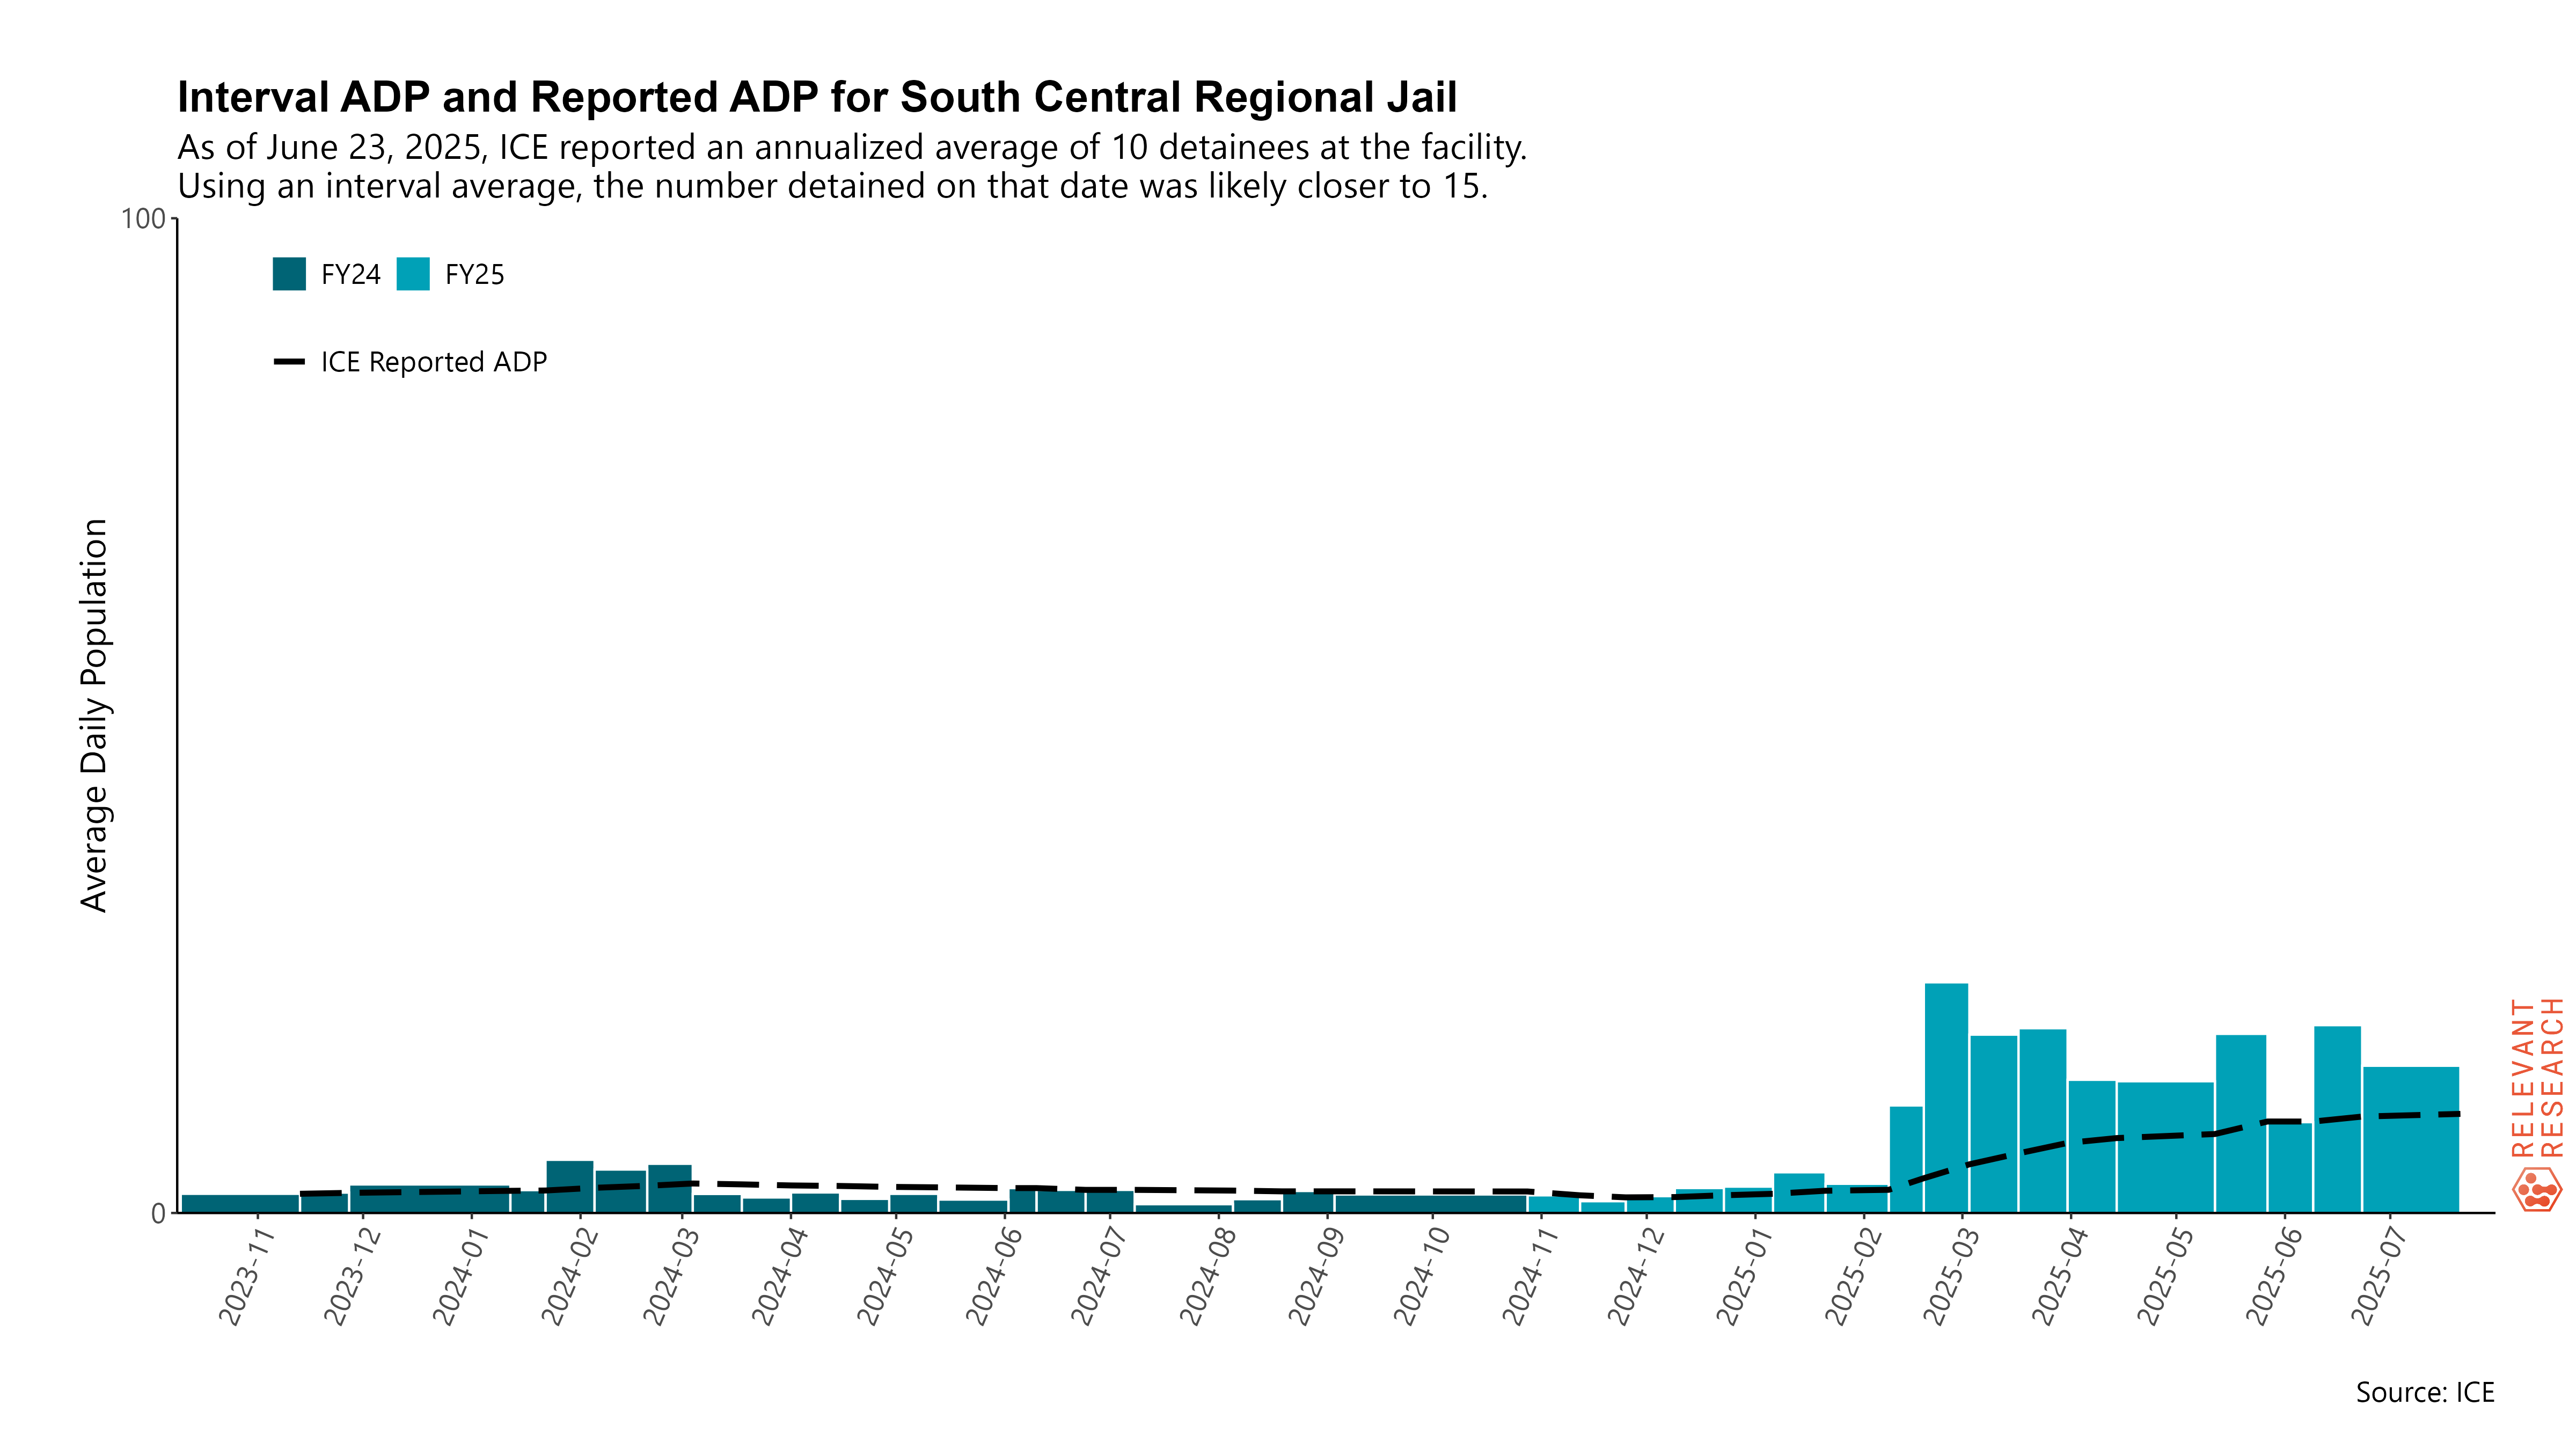 Interval ADP and Reported ADP for South Central Regional Jail
As of June 23, 2025, ICE reported an annualized average of 10 detainees at the facility.
Using an interval average, the number detained on that date was likely closer to 15.
100
FY24 FY25
ICE Reported ADP
Average Daily Population
0
2023-11
2023-12
2024-01
2024-02
2024-03
2024-04
2024-05
2024-06
2024-07
2024-08
2024-09
2024-10
2024-11
2024-12
2025-01
2025-02
2025-03
2025-04
2025-05
2025-06
2025-07
RELEVANT
RESEARCH
Source: ICE